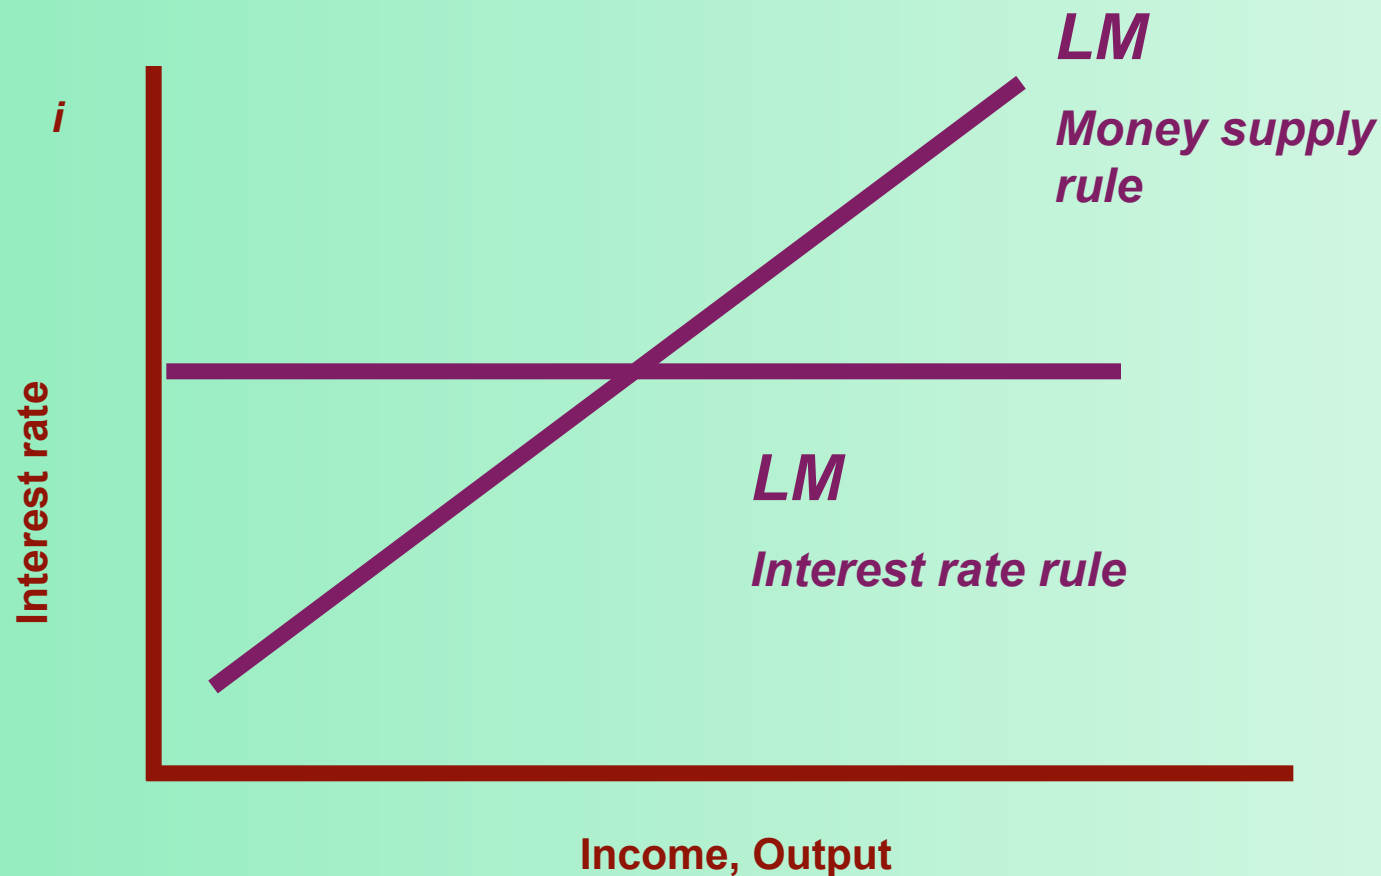 LM
Money supply
rule
i
Interest rate
LM
Interest rate rule
Income, Output